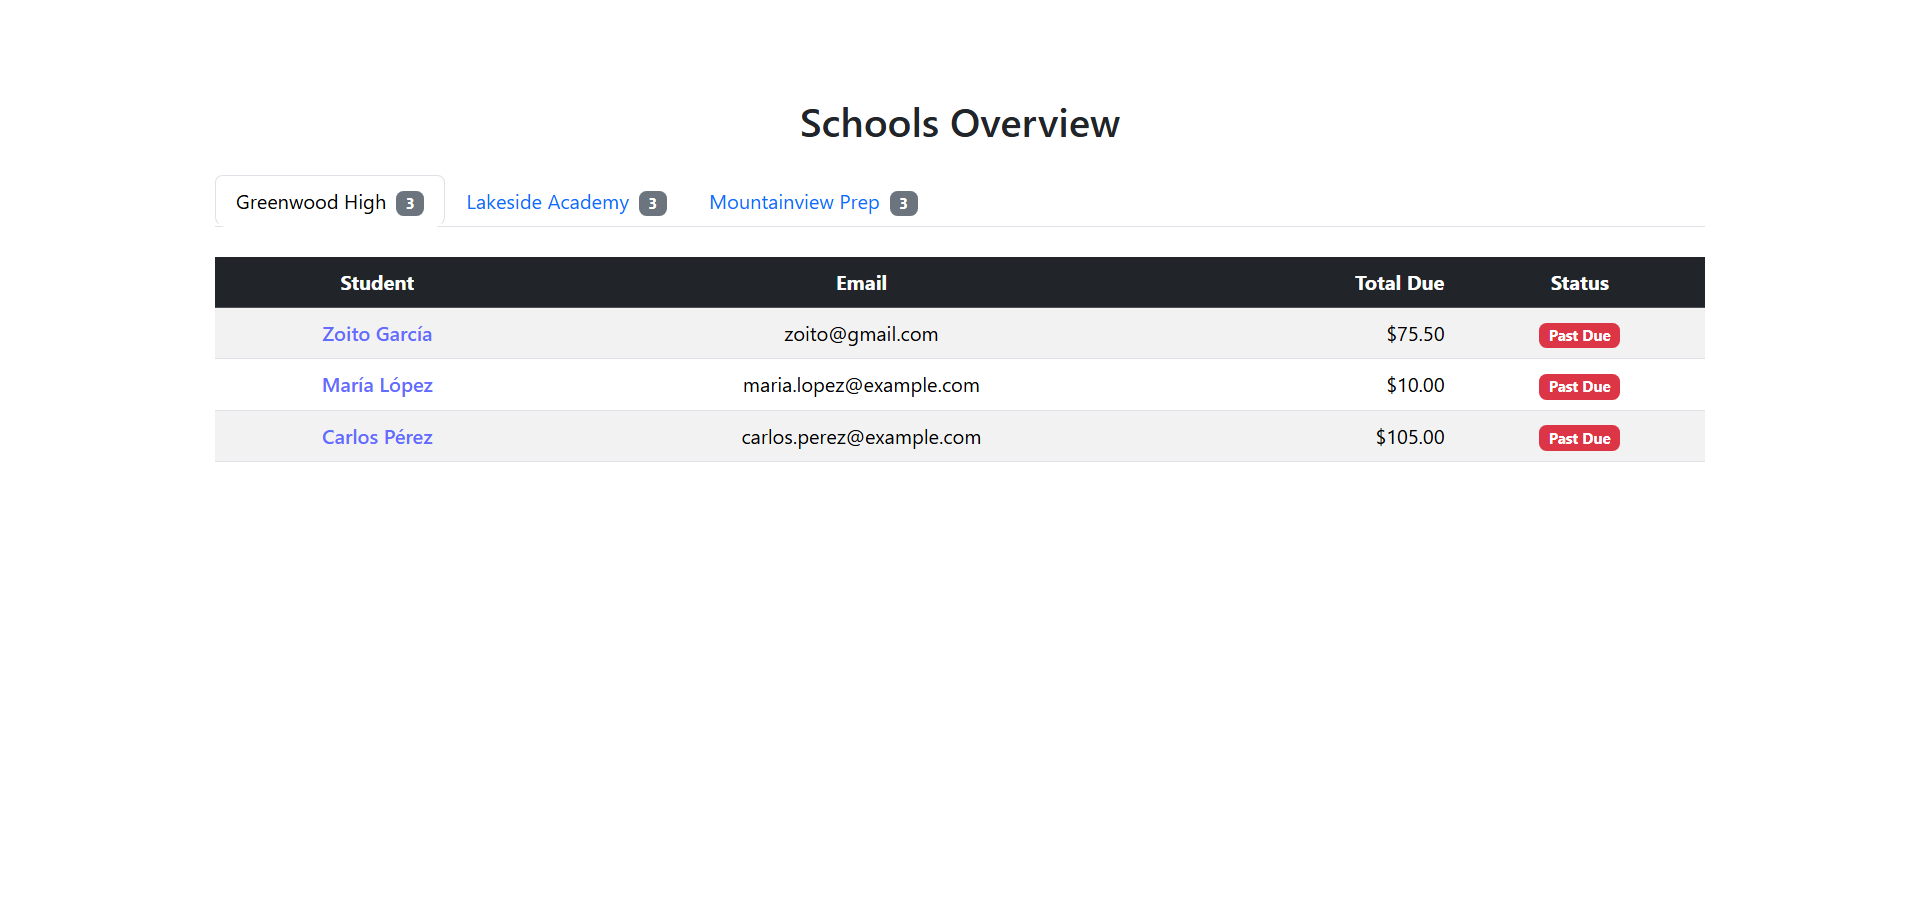 Schools Overview
Greenwood High 3 Lakeside Academy 3 Mountainview Prep 3
Student Email Total Due Status
Zoito García zoito@gmail.com $75.50 Past Due
María López maria.lopez@example.com $10.00 Past Due
Carlos Pérez carlos.perez@example.com $105.00 Past Due